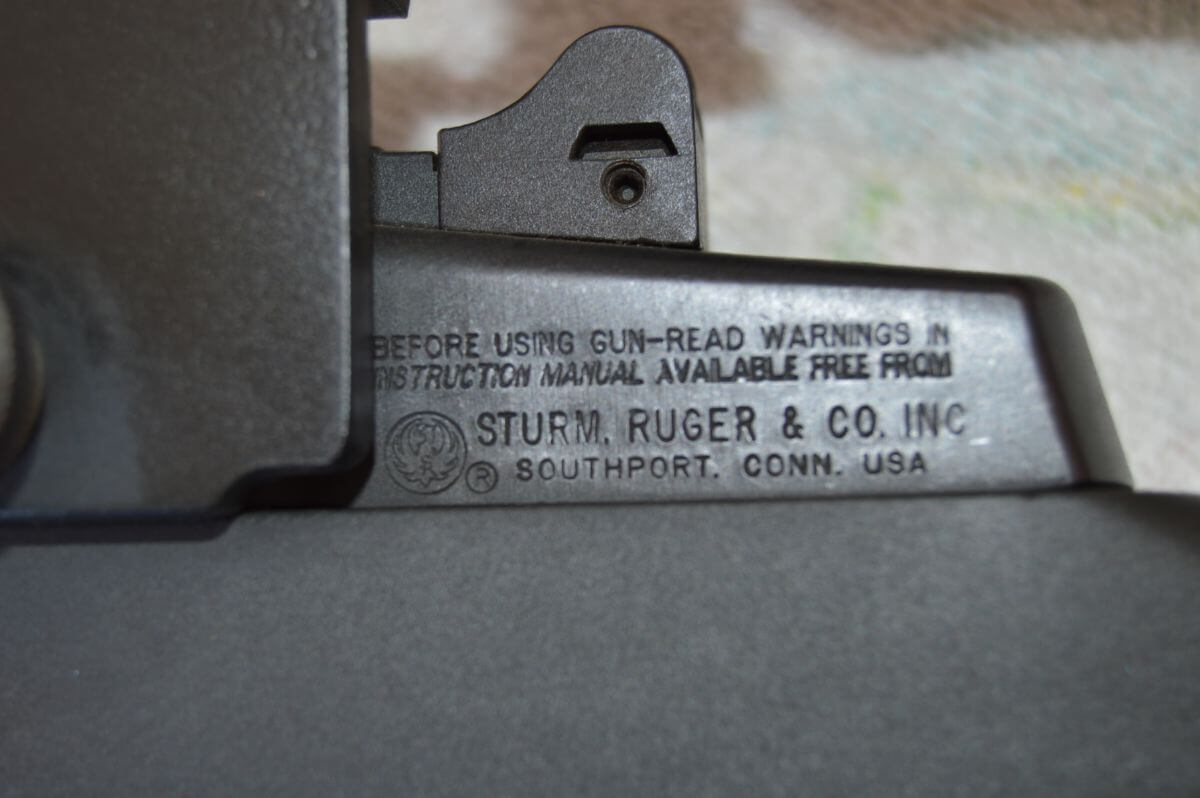 BEFORE USING GUN-READ WARNINGS IN
INSTRUCTION MANUAL AVAILABLE FREE FROM
STURM, RUGER & CO. INC
® SOUTHPORT, CONN. USA